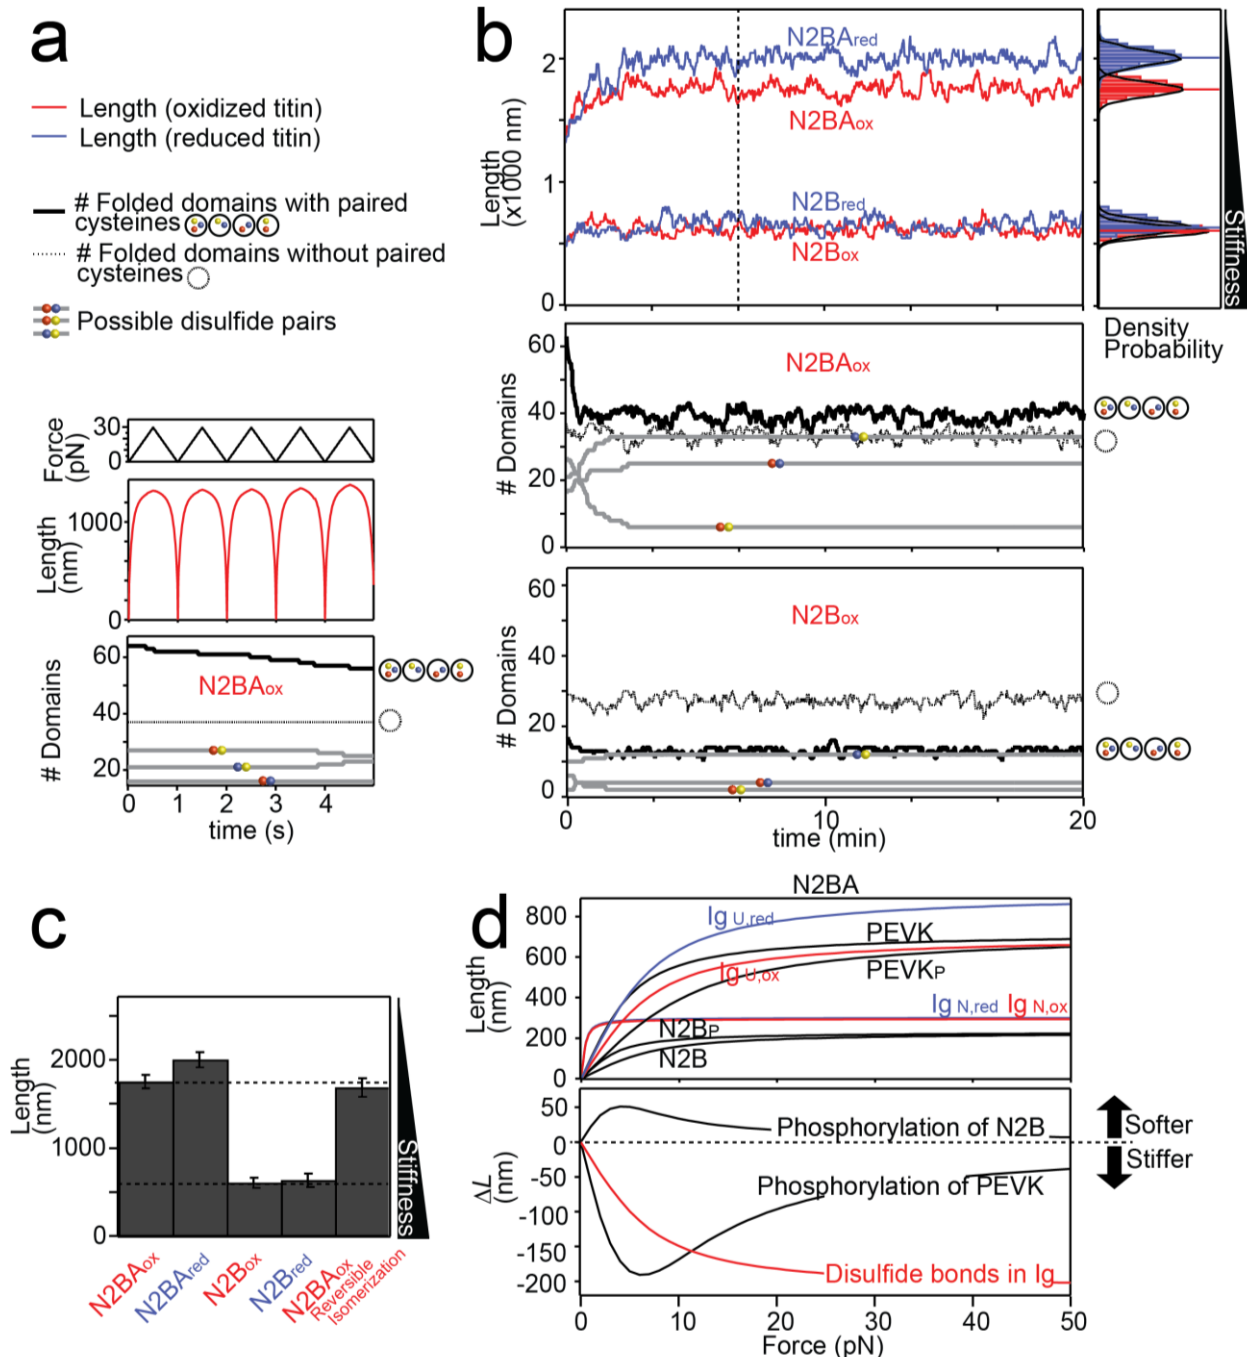 a
Length (oxidized titin)
Length (reduced titin)
# Folded domains with paired
cysteines
# Folded domains without paired
cysteines
Possible disulfide pairs
Force
(pN)
30
0
Length
(nm)
1000
0
# Domains
60
40
20
N2BAox
0 1 2 3 4
time (s)
b
Length
(x1000 nm)
2
1
0
N2BAred
N2BAox
N2Bred
N2Box
Stiffness
Density
Probability
# Domains
60
40
20
0
N2BAox
# Domains
60
40
20
0
N2Box
0 10 20
time (min)
c
Length
(nm)
2000
1000
0
Stiffness
N2BAox
N2BAred
N2Box
N2Bred
N2BAox
Reversible
Isomerization
d
N2BA
Length
(nm)
800
600
400
200
0
Ig U,red
PEVK
Ig U,ox
PEVKP
Ig N,red Ig N,ox
N2BP
N2B
ΔL
(nm)
50
0
-50
-100
-150
-200
Phosphorylation of N2B
Phosphorylation of PEVK
Disulfide bonds in Ig
Softer
Stiffer
0 10 20 30 40 50
Force (pN)